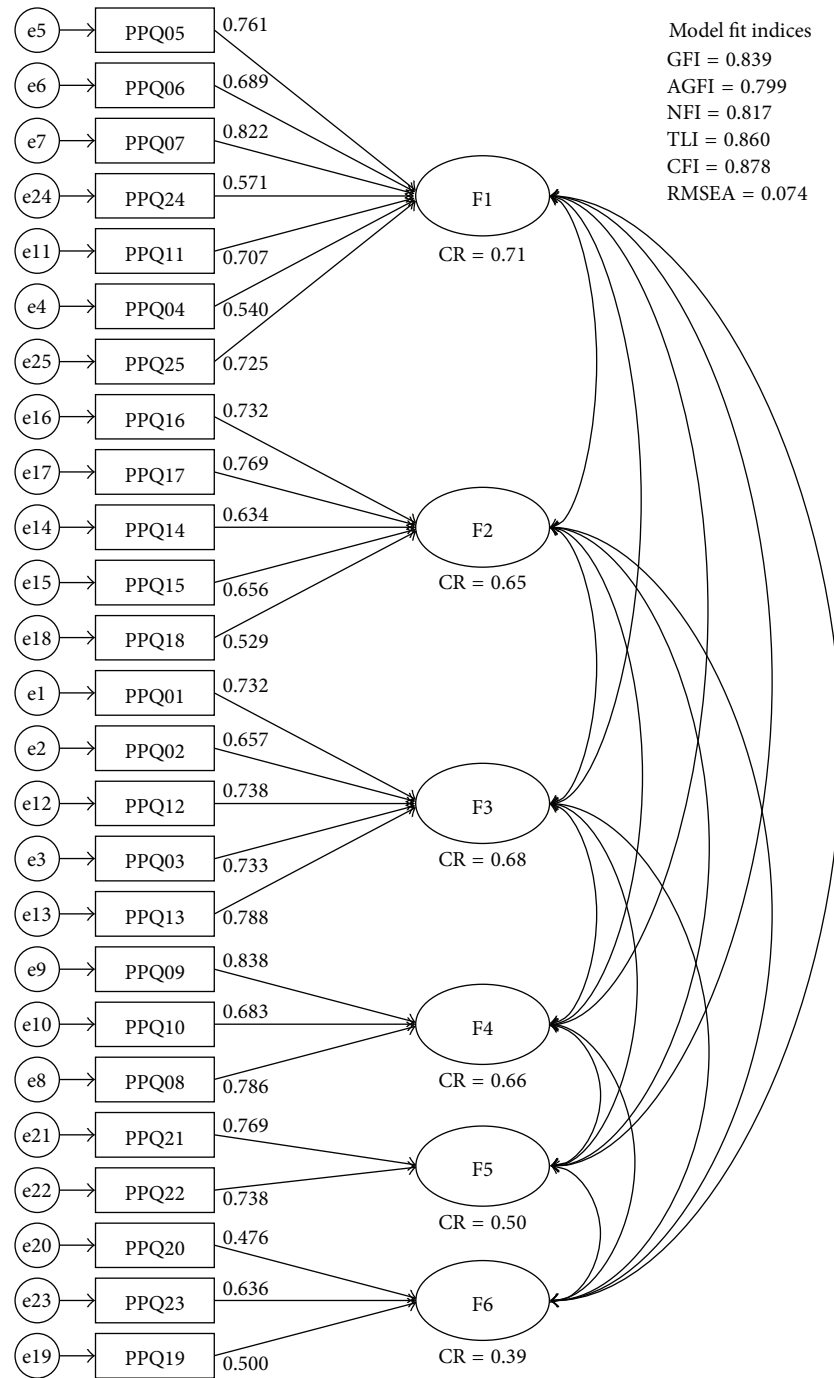 e5 PPQ05 0.761
e6 PPQ06 0.689
e7 PPQ07 0.822
e24 PPQ24 0.571
e11 PPQ11 0.707
e4 PPQ04 0.540
e25 PPQ25 0.725
F1
CR = 0.71
Model fit indices
GFI = 0.839
AGFI = 0.799
NFI = 0.817
TLI = 0.860
CFI = 0.878
RMSEA = 0.074
e16 PPQ16 0.732
e17 PPQ17 0.769
e14 PPQ14 0.634
e15 PPQ15 0.656
e18 PPQ18 0.529
F2
CR = 0.65
e1 PPQ01 0.732
e2 PPQ02 0.657
e12 PPQ12 0.738
e3 PPQ03 0.733
e13 PPQ13 0.788
F3
CR = 0.68
e9 PPQ09 0.838
e10 PPQ10 0.683
e8 PPQ08 0.786
F4
CR = 0.66
e21 PPQ21 0.769
e22 PPQ22 0.738
F5
CR = 0.50
e20 PPQ20 0.476
e23 PPQ23 0.636
e19 PPQ19 0.500
F6
CR = 0.39